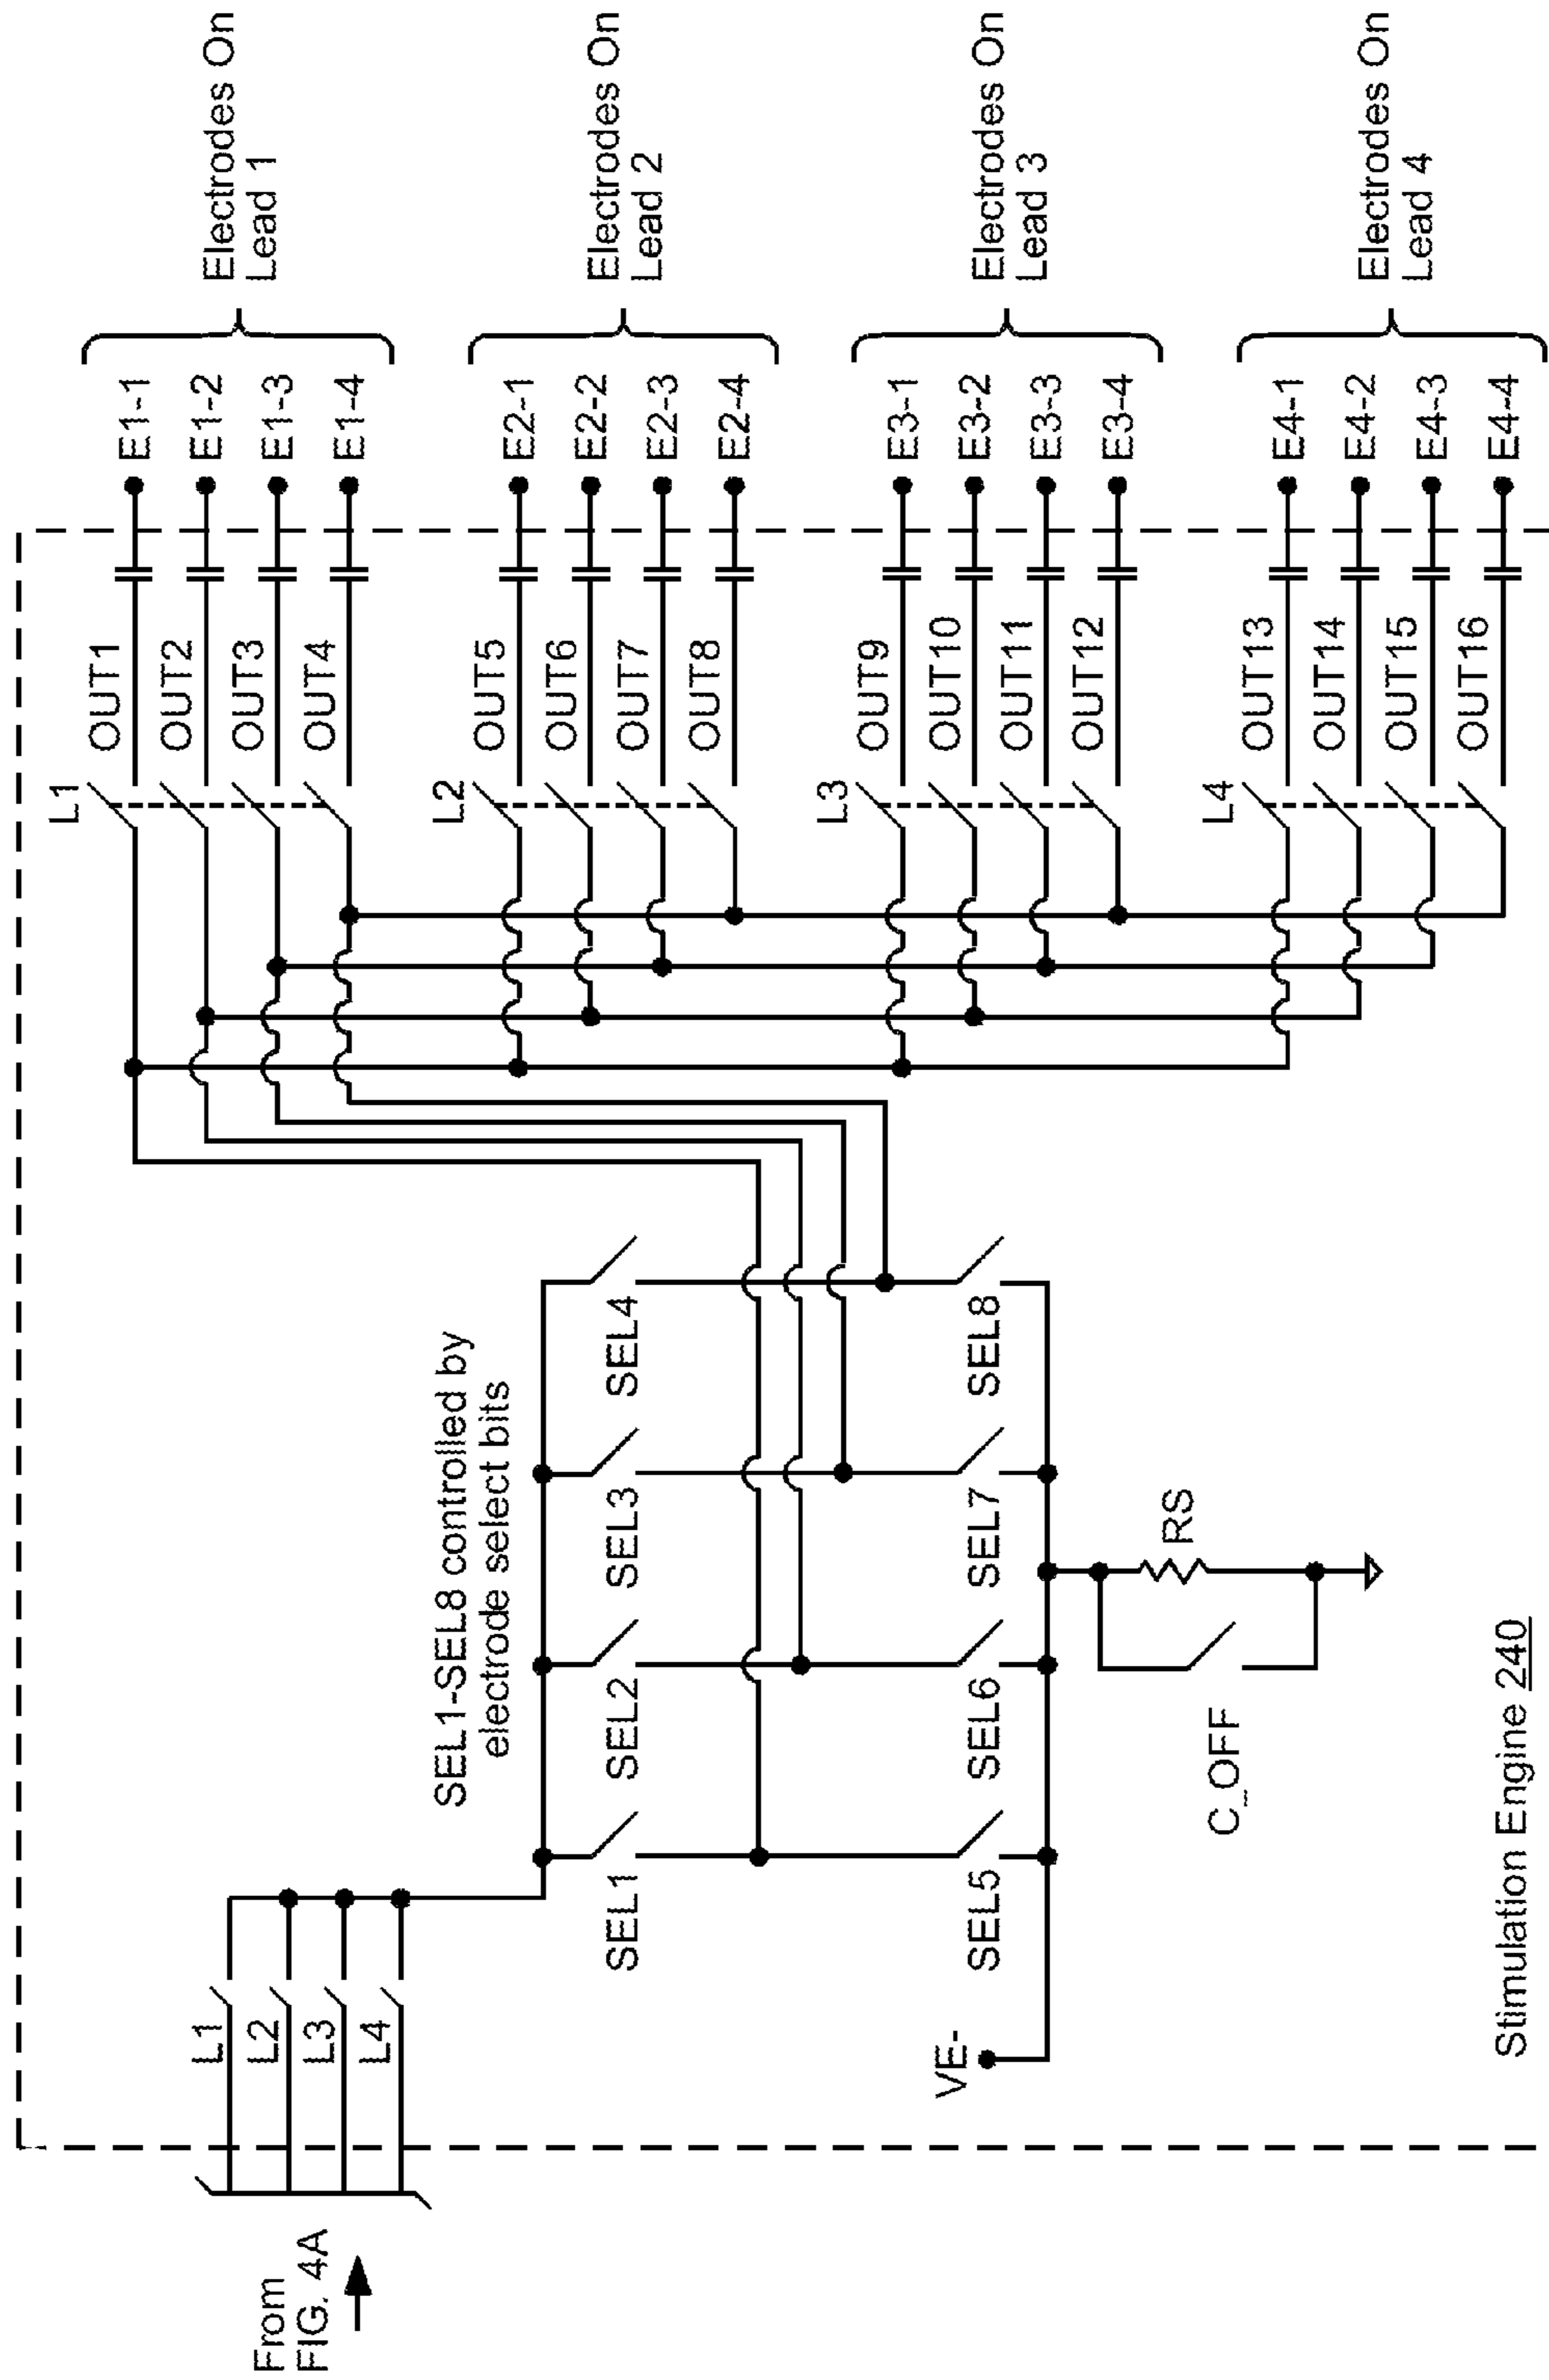 From
FIG. 4A
L1
L2
L3
L4
SEL1-SEL8 controlled by
electrode select bits
SEL1
SEL2
SEL3
SEL4
SEL5
SEL6
SEL7
SEL8
VE-
C_OFF
RS
Stimulation Engine 240
L1
OUT1
OUT2
OUT3
OUT4
L2
OUT5
OUT6
OUT7
OUT8
L3
OUT9
OUT10
OUT11
OUT12
L4
OUT13
OUT14
OUT15
OUT16
E1-1
E1-2
E1-3
E1-4
Electrodes On
Lead 1
E2-1
E2-2
E2-3
E2-4
Electrodes On
Lead 2
E3-1
E3-2
E3-3
E3-4
Electrodes On
Lead 3
E4-1
E4-2
E4-3
E4-4
Electrodes On
Lead 4